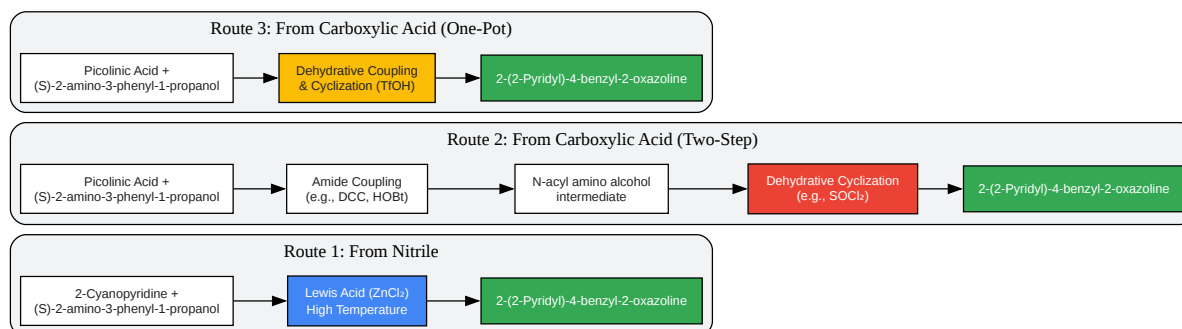 Route 3: From Carboxylic Acid (One-Pot)
Picolinic Acid +
(S)-2-amino-3-phenyl-1-propanol
Dehydrative Coupling
& Cyclization (TfOH)
2-(2-Pyridyl)-4-benzyl-2-oxazoline
Route 2: From Carboxylic Acid (Two-Step)
Picolinic Acid +
(S)-2-amino-3-phenyl-1-propanol
Amide Coupling
(e.g., DCC, HOBt)
N-acyl amino alcohol
intermediate
Dehydrative Cyclization
(e.g., SOCl₂)
2-(2-Pyridyl)-4-benzyl-2-oxazoline
Route 1: From Nitrile
2-Cyanopyridine +
(S)-2-amino-3-phenyl-1-propanol
Lewis Acid (ZnCl₂)
High Temperature
2-(2-Pyridyl)-4-benzyl-2-oxazoline